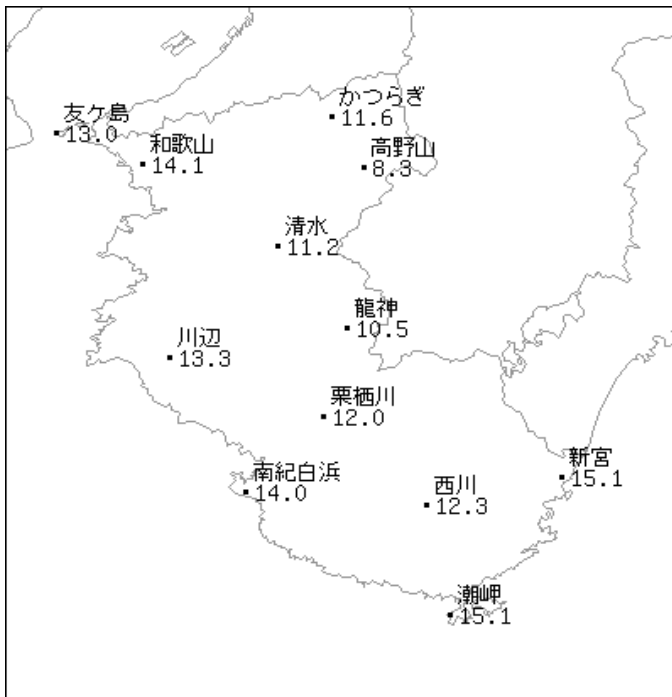 かつらぎ
11.6
友ケ島
13.0
和歌山
14.1
高野山
8.3
清水
11.2
龍神
10.5
川辺
13.3
栗栖川
12.0
新宮
15.1
南紀白浜
14.0
西川
12.3
潮岬
15.1